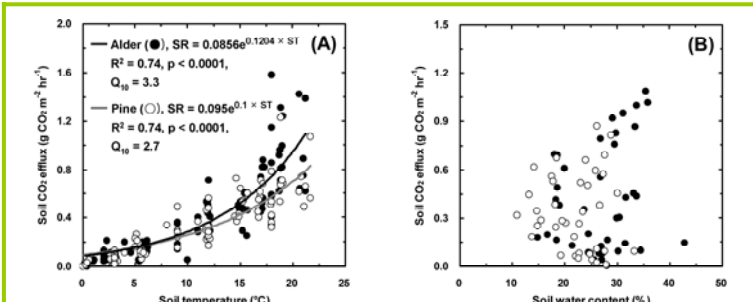 2.0
1.6
1.2
0.8
0.4
0.0
Soil CO₂ efflux (g CO₂ m⁻² hr⁻¹)
Alder (●), SR = 0.0856e^0.1204 × ST
R² = 0.74, p < 0.0001,
Q₁₀ = 3.3
Pine (○), SR = 0.095e^0.1 × ST
R² = 0.74, p < 0.0001,
Q₁₀ = 2.7
(A)
0 5 10 15 20 25
Soil temperature (°C)
1.5
1.2
0.9
0.6
0.3
0.0
Soil CO₂ efflux (g CO₂ m⁻² hr⁻¹)
(B)
0 10 20 30 40 50
Soil water content (%)